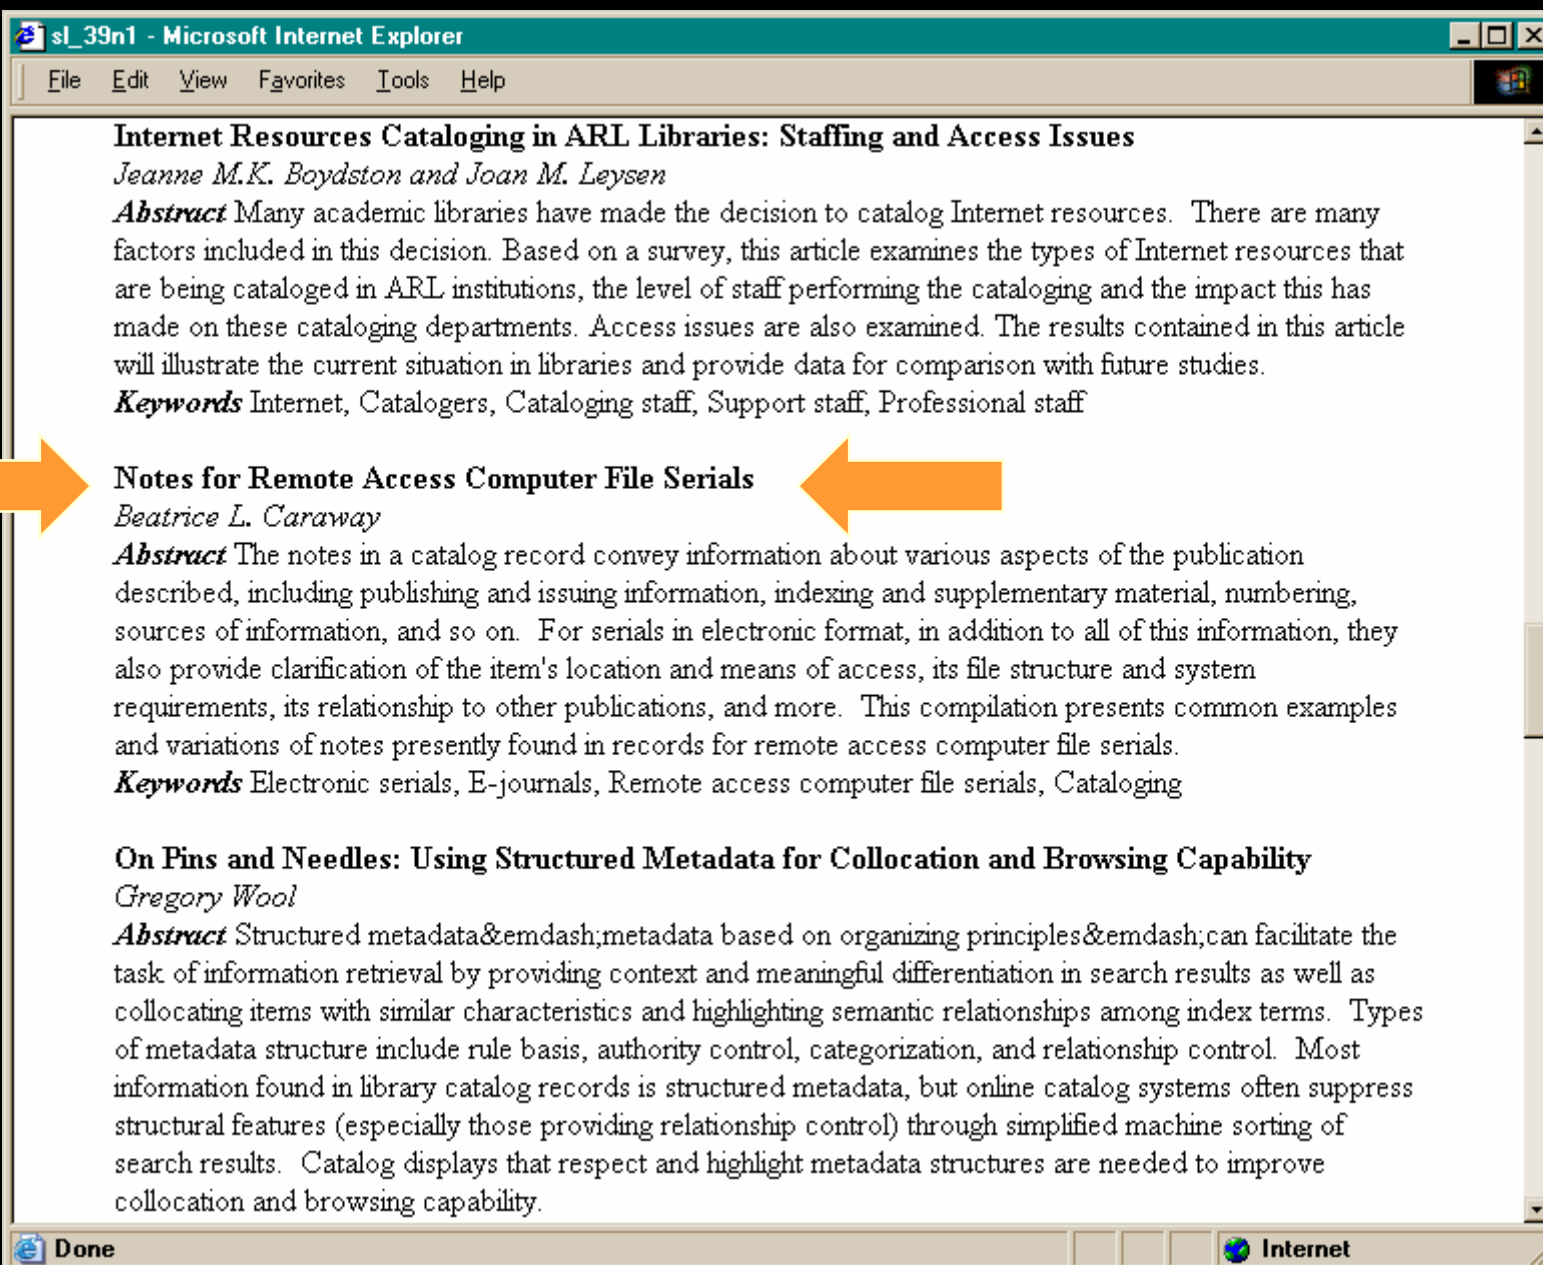 sl_39n1 - Microsoft Internet Explorer
File Edit View Favorites Tools Help
Internet Resources Cataloging in ARL Libraries: Staffing and Access Issues
Jeanne M.K. Boydston and Joan M. Leysen
Abstract Many academic libraries have made the decision to catalog Internet resources. There are many
factors included in this decision. Based on a survey, this article examines the types of Internet resources that
are being cataloged in ARL institutions, the level of staff performing the cataloging and the impact this has
made on these cataloging departments. Access issues are also examined. The results contained in this article
will illustrate the current situation in libraries and provide data for comparison with future studies.
Keywords Internet, Catalogers, Cataloging staff, Support staff, Professional staff
Notes for Remote Access Computer File Serials
Beatrice L. Caraway
Abstract The notes in a catalog record convey information about various aspects of the publication
described, including publishing and issuing information, indexing and supplementary material, numbering,
sources of information, and so on. For serials in electronic format, in addition to all of this information, they
also provide clarification of the item's location and means of access, its file structure and system
requirements, its relationship to other publications, and more. This compilation presents common examples
and variations of notes presently found in records for remote access computer file serials.
Keywords Electronic serials, E-journals, Remote access computer file serials, Cataloging
On Pins and Needles: Using Structured Metadata for Collocation and Browsing Capability
Gregory Wool
Abstract Structured metadata&emdash;metadata based on organizing principles&emdash;can facilitate the
task of information retrieval by providing context and meaningful differentiation in search results as well as
collocating items with similar characteristics and highlighting semantic relationships among index terms. Types
of metadata structure include rule basis, authority control, categorization, and relationship control. Most
information found in library catalog records is structured metadata, but online catalog systems often suppress
structural features (especially those providing relationship control) through simplified machine sorting of
search results. Catalog displays that respect and highlight metadata structures are needed to improve
collocation and browsing capability.
Done Internet